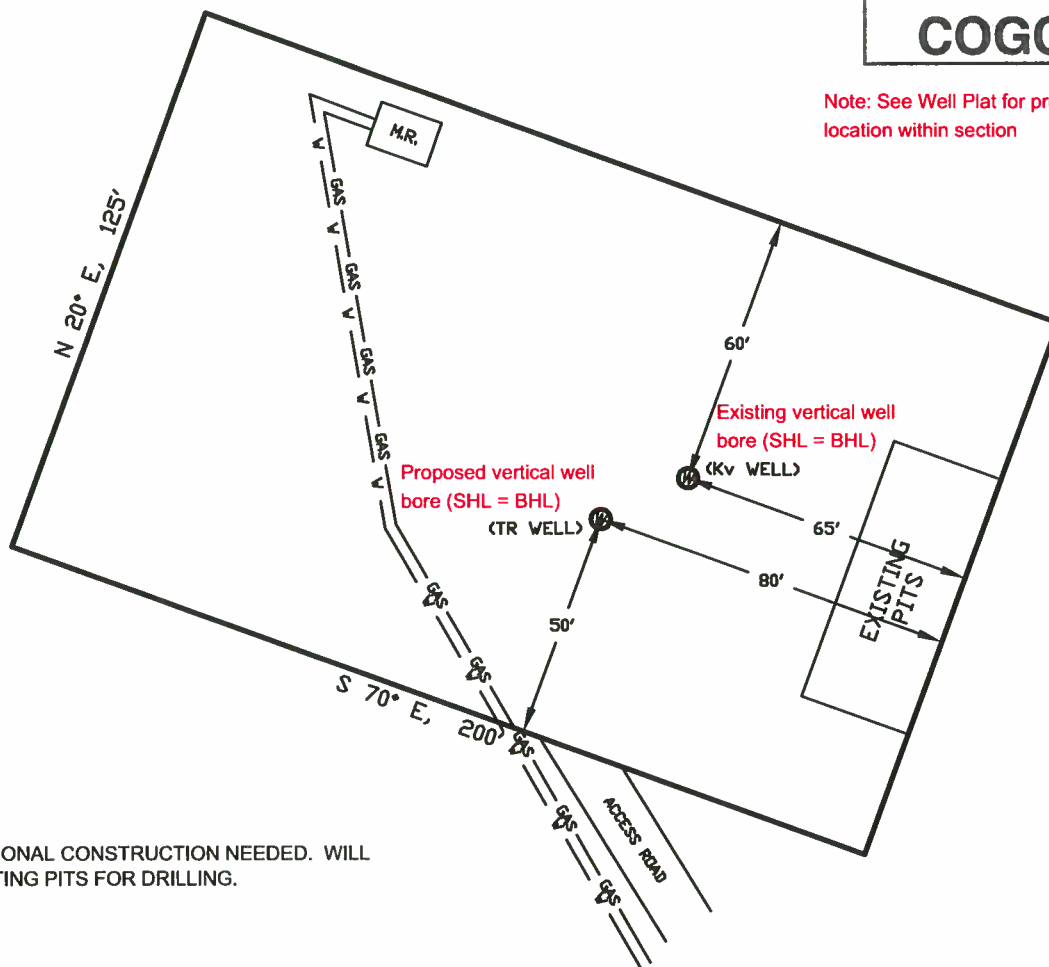 COGC
Note: See Well Plat for pr
location within section
M.R.
N 20° E, 125'
W GAS W GAS W GAS W GAS W
60'
Existing vertical well
bore (SHL = BHL)
(Kv WELL)
W
Proposed vertical well
bore (SHL = BHL)
(TR WELL)
W
65'
80'
EXISTING
PITS
50'
S 70° E, 200'
GAS
GAS
GAS
GAS
GAS
ACCESS ROAD
ONAL CONSTRUCTION NEEDED. WILL
TING PITS FOR DRILLING.